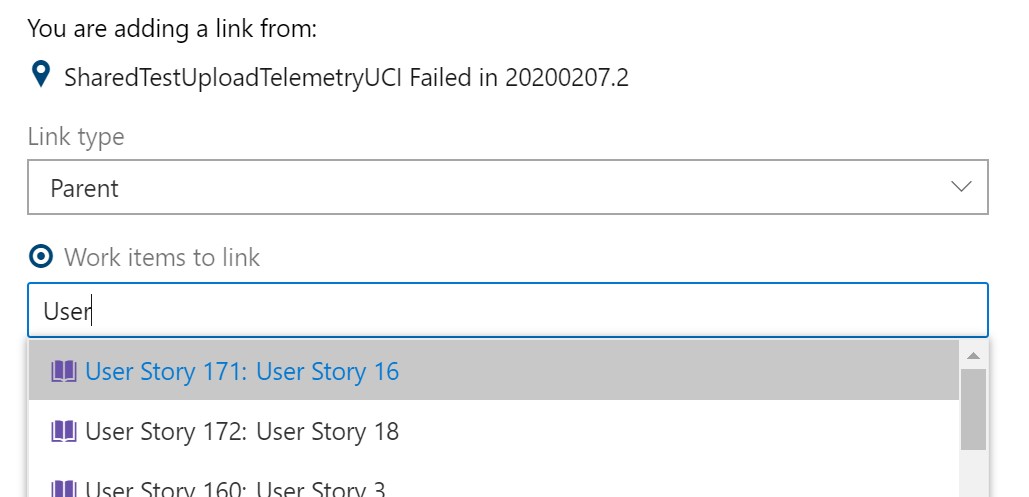 You are adding a link from:
SharedTestUploadTelemetryUCI Failed in 20200207.2
Link type
Parent
Work items to link
User
User Story 171: User Story 16
User Story 172: User Story 18
User Story 160: User Story 3